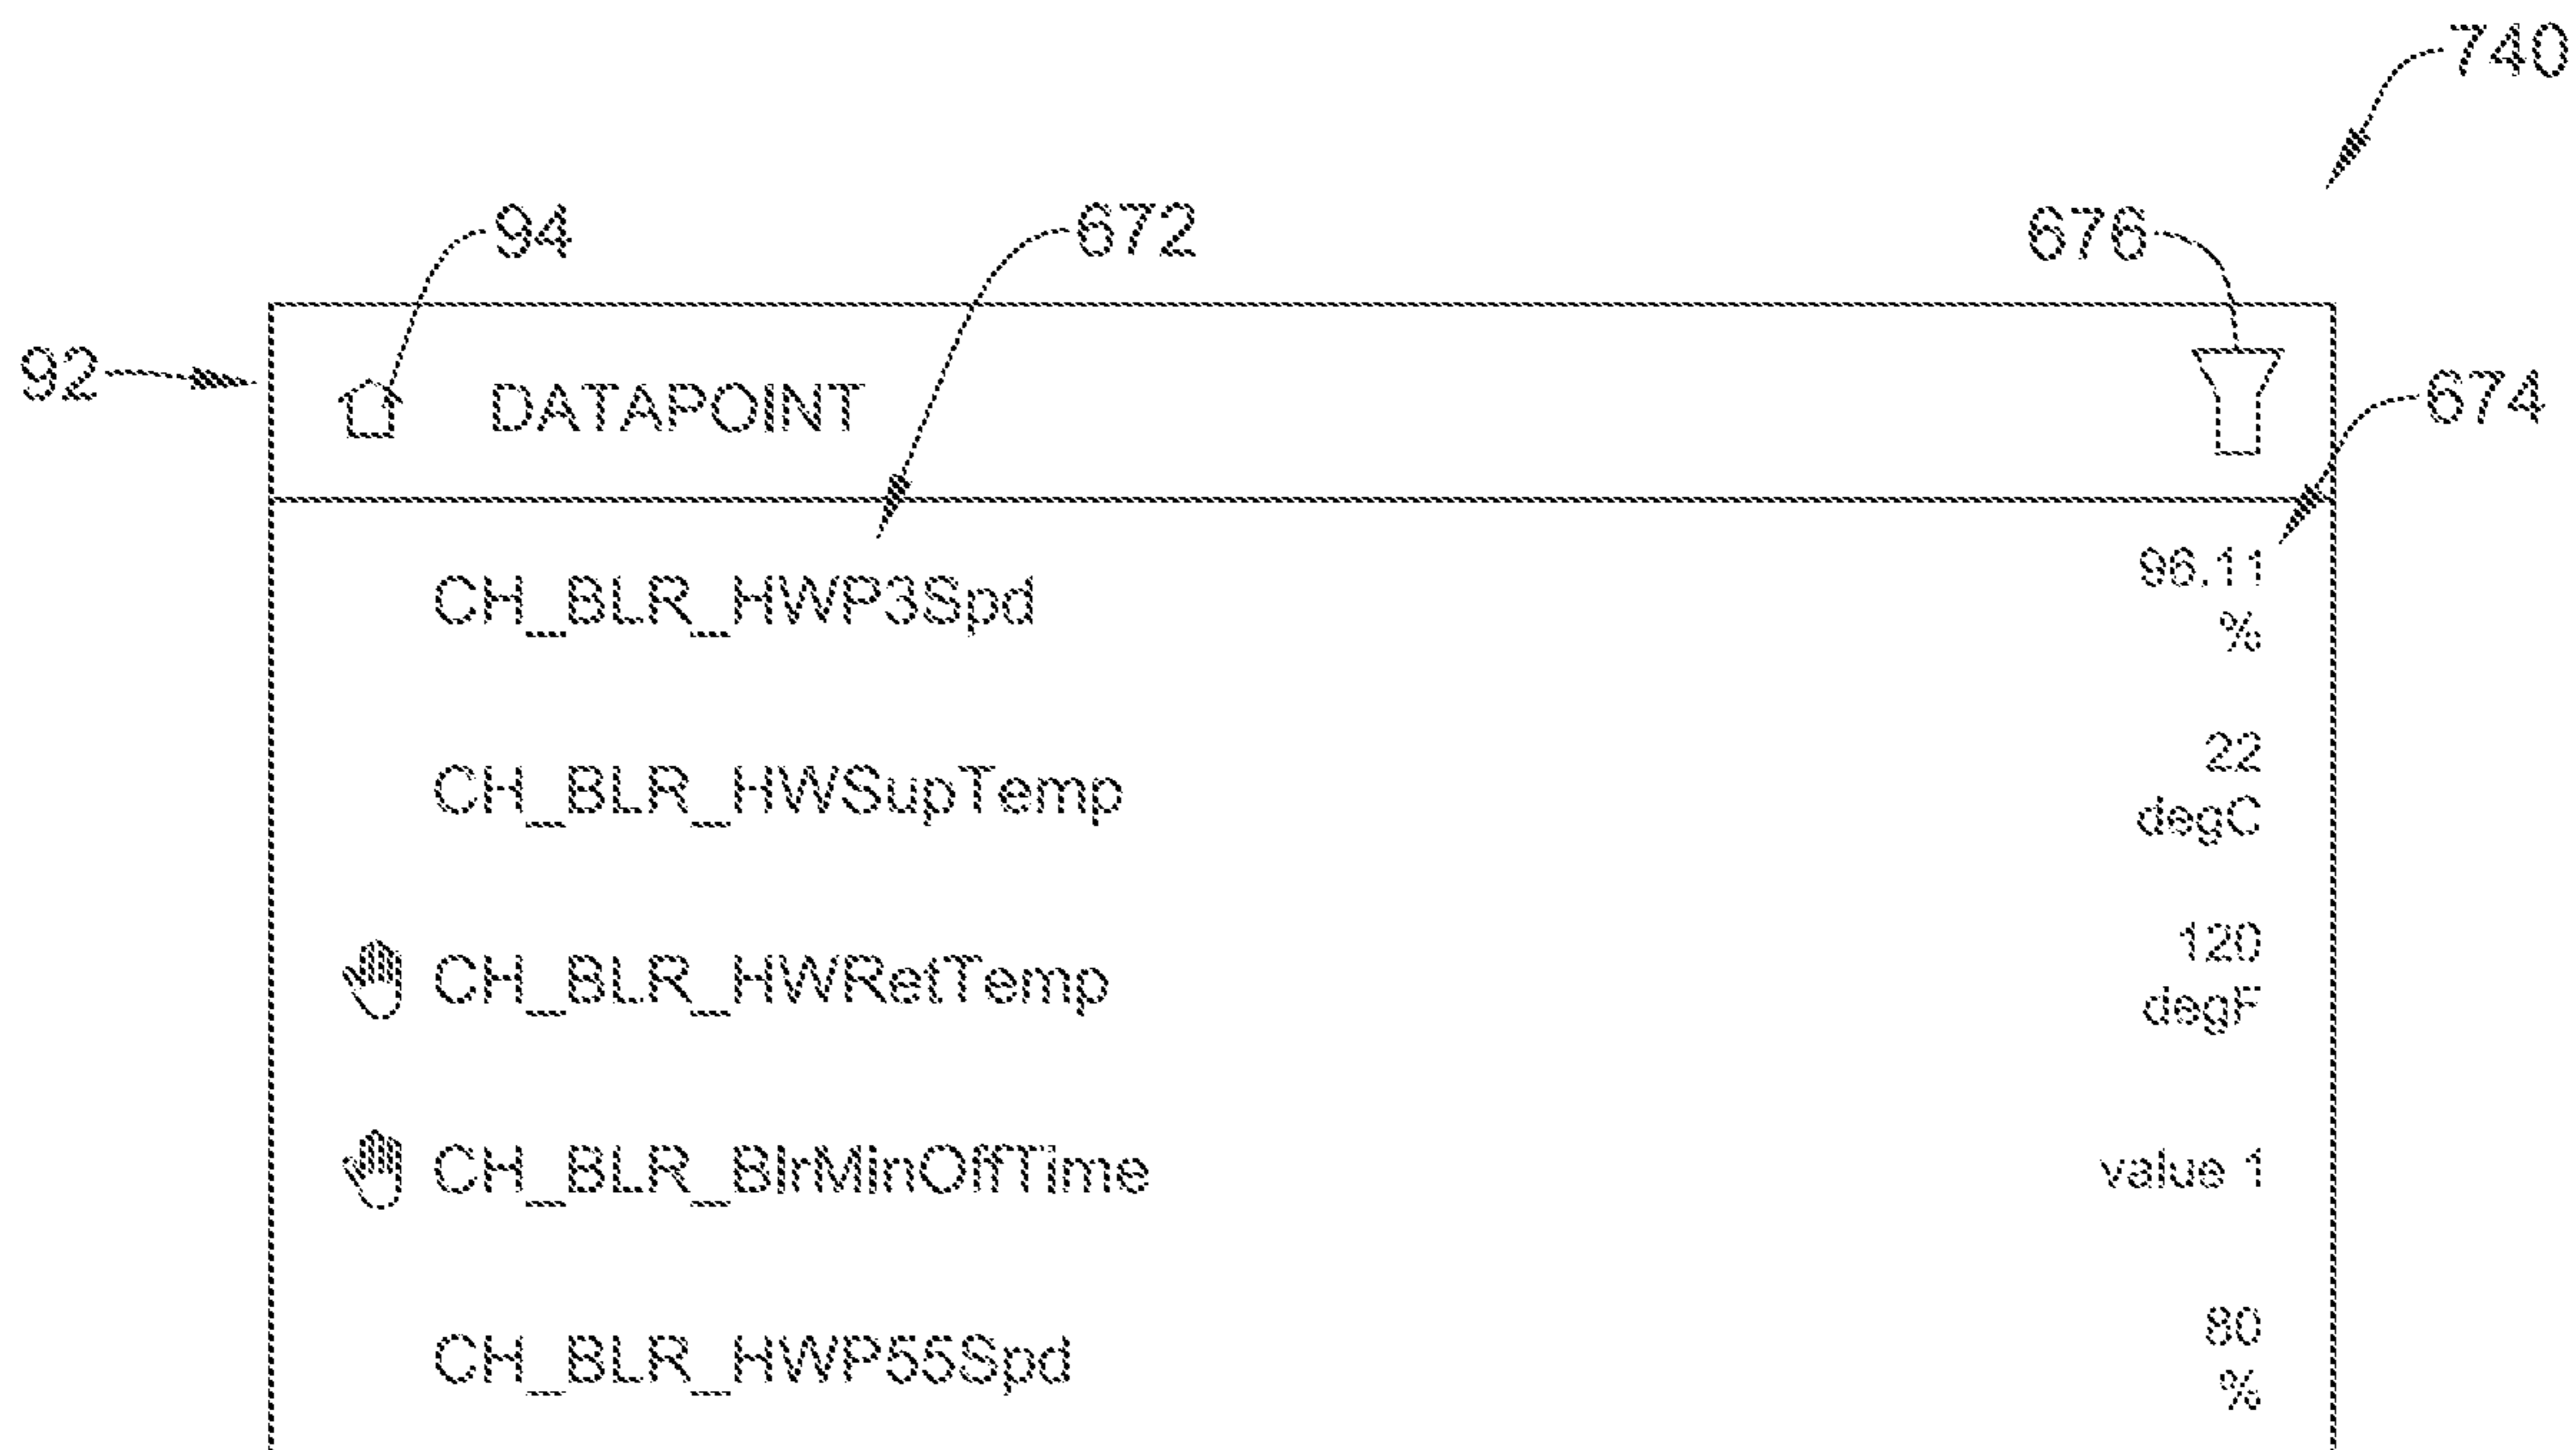 740
94
672
676
92
DATAPOINT
674
CH_BLR_HWP3Spd
96.11
%
CH_BLR_HWSupTemp
22
degC
CH_BLR_HWRetTemp
120
degF
CH_BLR_BlrMinOffTime
value 1
CH_BLR_HWP55Spd
80
%